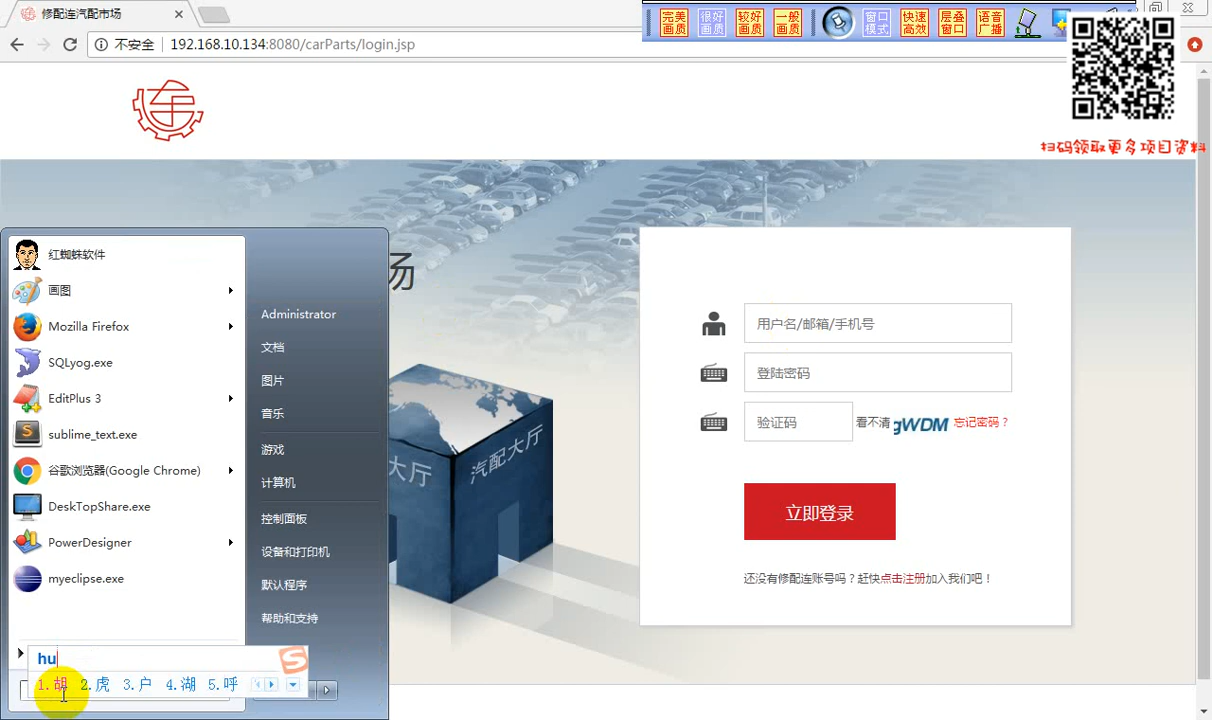 修配连汽配市场
完美画质
很好画质
较好画质
一般画质
窗口模式
快速高效
层叠窗口
语音广播
不安全
192.168.10.134:8080/carParts/login.jsp
扫码领取更多项目资料
场
大厅
汽配大厅
用户名/邮箱/手机号
登陆密码
验证码
看不清
gWDM
忘记密码？
立即登录
还没有修配连账号吗？赶快点击注册加入我们吧！
红蜘蛛软件
画图
Mozilla Firefox
SQLyog.exe
EditPlus 3
sublime_text.exe
谷歌浏览器(Google Chrome)
DeskTopShare.exe
PowerDesigner
myeclipse.exe
Administrator
文档
图片
音乐
游戏
计算机
控制面板
设备和打印机
默认程序
帮助和支持
hu
1.胡 2.虎 3.户 4.湖 5.呼